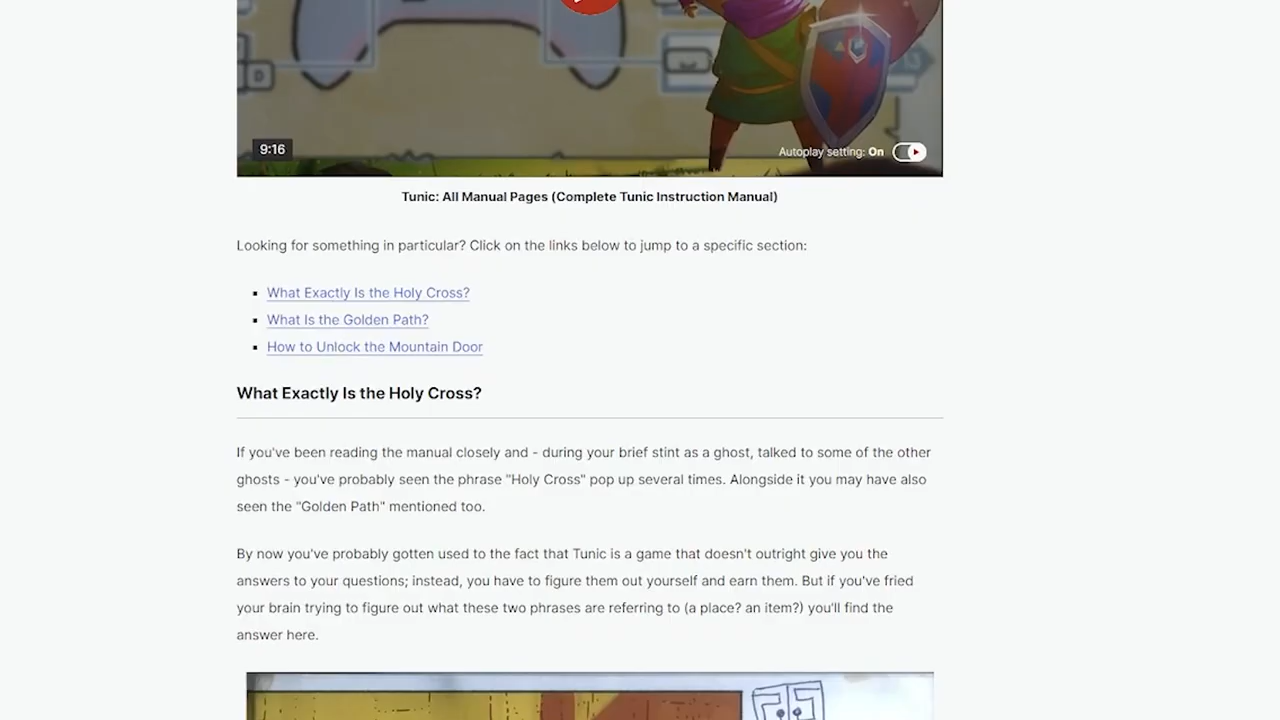 9:16
Autoplay setting: On
Tunic: All Manual Pages (Complete Tunic Instruction Manual)
Looking for something in particular? Click on the links below to jump to a specific section:
What Exactly Is the Holy Cross?
What Is the Golden Path?
How to Unlock the Mountain Door
What Exactly Is the Holy Cross?
If you've been reading the manual closely and - during your brief stint as a ghost, talked to some of the other
ghosts - you've probably seen the phrase "Holy Cross" pop up several times. Alongside it you may have also
seen the "Golden Path" mentioned too.
By now you've probably gotten used to the fact that Tunic is a game that doesn't outright give you the
answers to your questions; instead, you have to figure them out yourself and earn them. But if you've fried
your brain trying to figure out what these two phrases are referring to (a place? an item?) you'll find the
answer here.